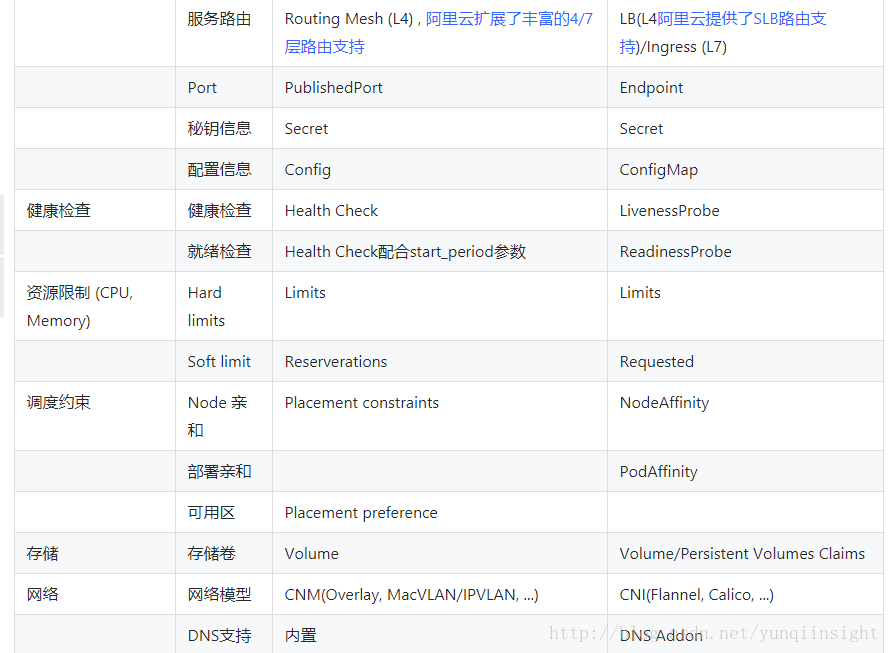 服务路由 Routing Mesh (L4) , 阿里云扩展了丰富的4/7 LB(L4阿里云提供了SLB路由支
层路由支持 持)/Ingress (L7)
Port PublishedPort Endpoint
秘钥信息 Secret Secret
配置信息 Config ConfigMap
健康检查 健康检查 Health Check LivenessProbe
就绪检查 Health Check配合start_period参数 ReadinessProbe
资源限制 (CPU, Hard Limits Limits
Memory) limits
Soft limit Reserverations Requested
调度约束 Node 亲 Placement constraints NodeAffinity
和
部署亲和 PodAffinity
可用区 Placement preference
存储 存储卷 Volume Volume/Persistent Volumes Claims
网络 网络模型 CNM(Overlay, MacVLAN/IPVLAN, ...) CNI(Flannel, Calico, ...)
DNS支持 内置 DNS Addon
http://blog.csdn.net/yunqiinsight